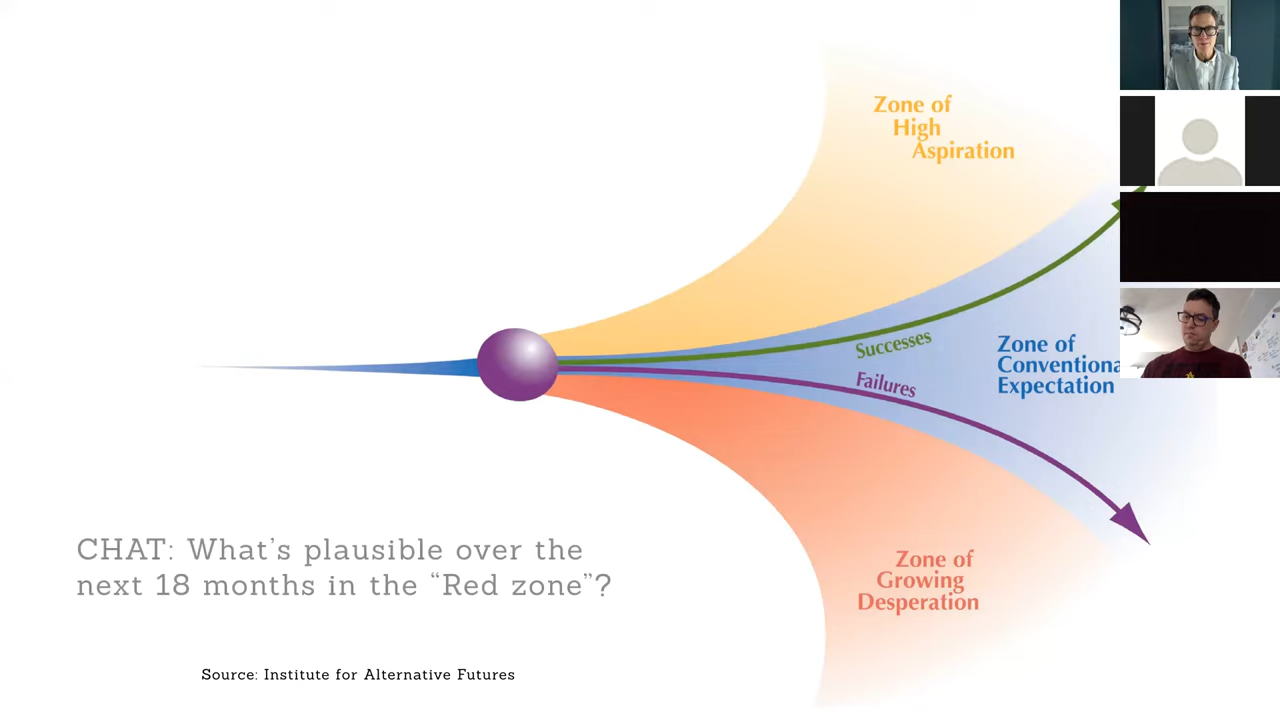 Zone of
High
Aspiration
Successes
Failures
Zone of
Conventiona
Expectation
CHAT: What’s plausible over the
next 18 months in the “Red zone”?
Zone of
Growing
Desperation
Source: Institute for Alternative Futures